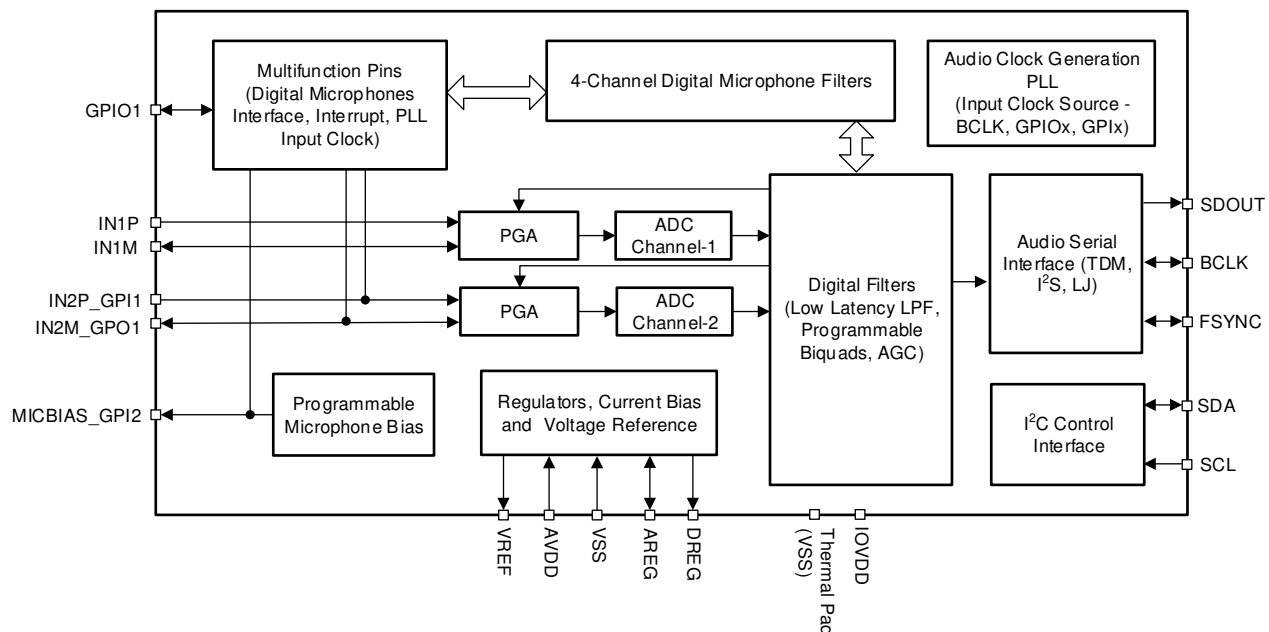 Multifunction Pins
(Digital Microphones
Interface, Interrupt, PLL
Input Clock)
4-Channel Digital Microphone Filters
Audio Clock Generation
PLL
(Input Clock Source -
BCLK, GPIOx, GPIx)
GPIO1
IN1P
IN1M
IN2P_GPI1
IN2M_GPO1
MICBIAS_GPI2
PGA
ADC
Channel-1
PGA
ADC
Channel-2
Programmable
Microphone Bias
Regulators, Current Bias
and Voltage Reference
Digital Filters
(Low Latency LPF,
Programmable
Biquads, AGC)
Audio Serial
Interface (TDM,
I²S, LJ)
I²C Control
Interface
SDOUT
BCLK
FSYNC
SDA
SCL
VREF
AVDD
VSS
AREG
DREG
Thermal Pad
(VSS)
IOVDD